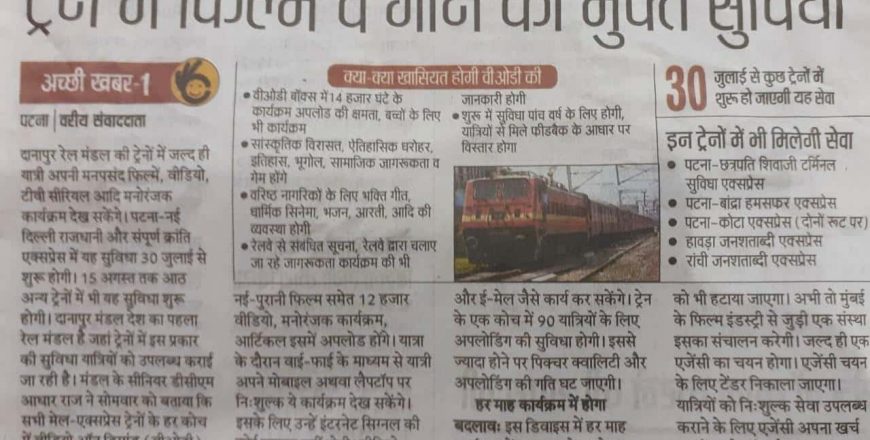 ट्रेन में फिल्म व गाने की मुफ्त सुविधा
अच्छी खबर-1
पटना | वरीय संवाददाता
दानापुर रेल मंडल की ट्रेनों में जल्द ही
यात्री अपनी मनपसंद फिल्में, वीडियो,
टीवी सीरियल आदि मनोरंजक
कार्यक्रम देख सकेंगे। पटना-नई
दिल्ली राजधानी और संपूर्ण क्रांति
एक्सप्रेस में यह सुविधा 30 जुलाई से
शुरू होगी। 15 अगस्त तक आठ
अन्य ट्रेनों में भी यह सुविधा शुरू
होगी। दानापुर मंडल देश का पहला
रेल मंडल है जहां ट्रेनों में इस प्रकार
की सुविधा यात्रियों को उपलब्ध कराई
जा रही है। मंडल के सीनियर डीसीएम
आधार राज ने सोमवार को बताया कि
सभी मेल-एक्सप्रेस ट्रेनों के हर कोच
में वीडियो ऑन डिमांड (वीओडी)
क्या-क्या खासियत होगी वीओडी की
• वीओडी बॉक्स में 14 हजार घंटे के
कार्यक्रम अपलोड की क्षमता, बच्चों के लिए
भी कार्यक्रम
• सांस्कृतिक विरासत, ऐतिहासिक धरोहर,
इतिहास, भूगोल, सामाजिक जागरूकता व
गेम होंगे
• वरिष्ठ नागरिकों के लिए भक्ति गीत,
धार्मिक सिनेमा, भजन, आरती, आदि की
व्यवस्था होगी
• रेलवे से संबंधित सूचना, रेलवे द्वारा चलाए
जा रहे जागरूकता कार्यक्रम की भी
जानकारी होगी
• शुरू में सुविधा पांच वर्ष के लिए होगी,
यात्रियों से मिले फीडबैक के आधार पर
विस्तार होगा
30 जुलाई से कुछ ट्रेनों में
शुरू हो जाएगी यह सेवा
इन ट्रेनों में भी मिलेगी सेवा
• पटना-छत्रपति शिवाजी टर्मिनल
सुविधा एक्सप्रेस
• पटना-बांद्रा हमसफर एक्सप्रेस
• पटना-कोटा एक्सप्रेस (दोनों रूट पर)
• हावड़ा जनशताब्दी एक्सप्रेस
• रांची जनशताब्दी एक्सप्रेस
नई-पुरानी फिल्म समेत 12 हजार
वीडियो, मनोरंजक कार्यक्रम,
आर्टिकल इसमें अपलोड होंगे। यात्रा
के दौरान वाई-फाई के माध्यम से यात्री
अपने मोबाइल अथवा लैपटॉप पर
निःशुल्क ये कार्यक्रम देख सकेंगे।
इसके लिए उन्हें इंटरनेट सिग्नल की
और ई-मेल जैसे कार्य कर सकेंगे। ट्रेन
के एक कोच में 90 यात्रियों के लिए
अपलोडिंग की सुविधा होगी। इससे
ज्यादा होने पर पिक्चर क्वालिटी और
अपलोडिंग की गति घट जाएगी।
हर माह कार्यक्रम में होगा
बदलाव: इस डिवाइस में हर माह
को भी हटाया जाएगा। अभी तो मुंबई
के फिल्म इंडस्ट्री से जुड़ी एक संस्था
इसका संचालन करेगी। जल्द ही एक
एजेंसी का चयन होगा। एजेंसी चयन
के लिए टेंडर निकाला जाएगा।
यात्रियों को निःशुल्क सेवा उपलब्ध
कराने के लिए एजेंसी अपना खर्च